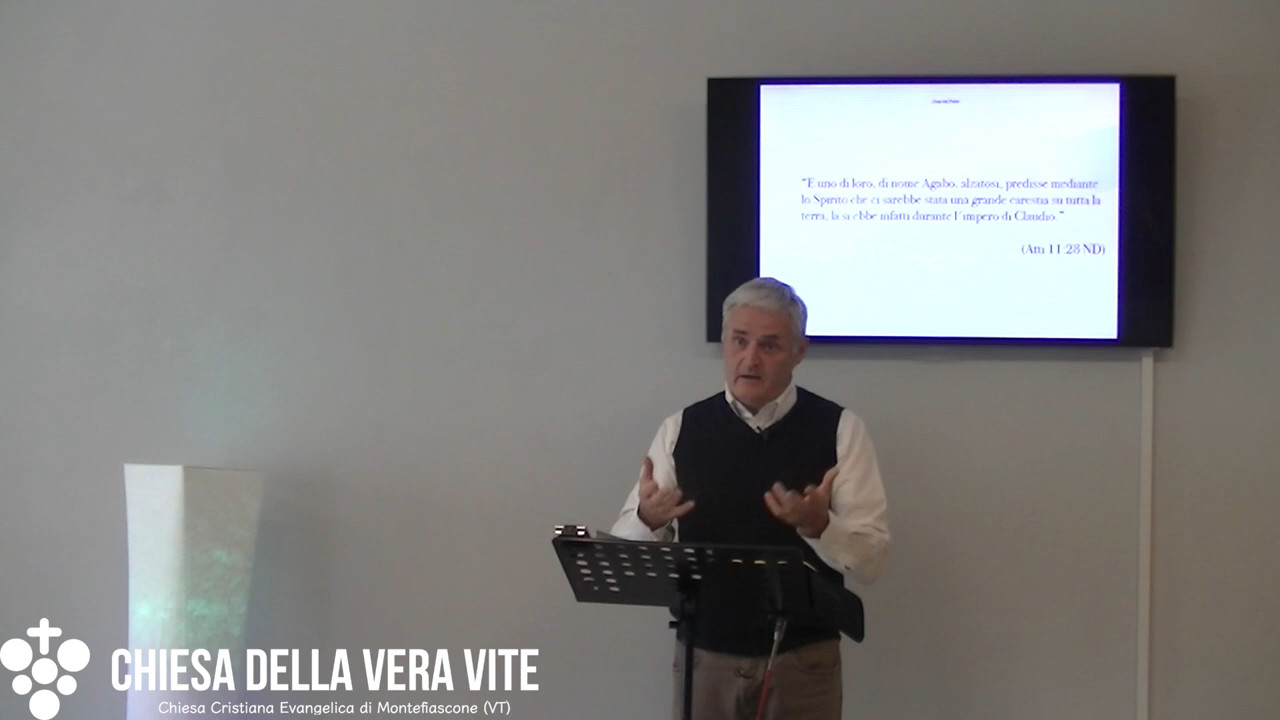 “E uno di loro, di nome Agabo, alzatosi, predisse mediante
lo Spirito che ci sarebbe stata una grande carestia su tutta la
terra, la si ebbe infatti durante l'impero di Claudio.”
(Atti 11.28 ND)
CHIESA DELLA VERA VITE
Chiesa Cristiana Evangelica di Montefiascone (VT)